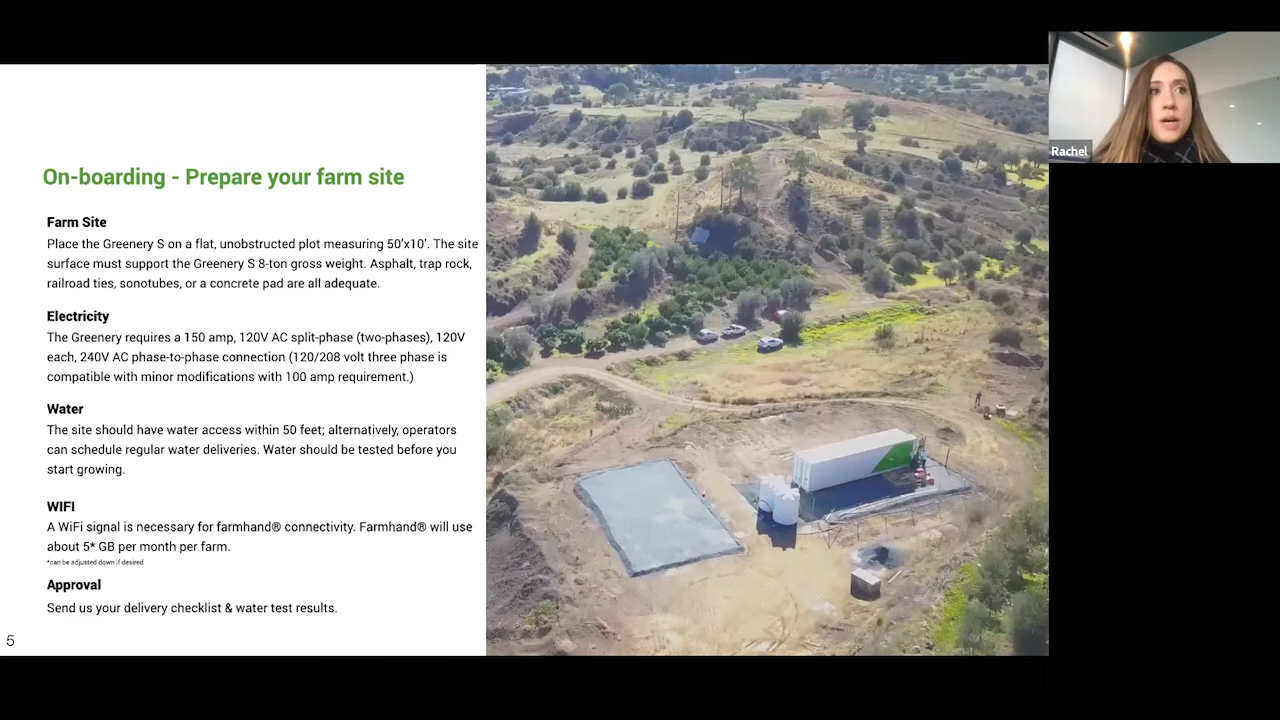 On-boarding - Prepare your farm site
Farm Site
Place the Greenery S on a flat, unobstructed plot measuring 50'x10'. The site
surface must support the Greenery S 8-ton gross weight. Asphalt, trap rock,
railroad ties, sonotubes, or a concrete pad are all adequate.
Electricity
The Greenery requires a 150 amp, 120V AC split-phase (two-phases), 120V
each, 240V AC phase-to-phase connection (120/208 volt three phase is
compatible with minor modifications with 100 amp requirement.)
Water
The site should have water access within 50 feet; alternatively, operators
can schedule regular water deliveries. Water should be tested before you
start growing.
WIFI
A WiFi signal is necessary for farmhand® connectivity. Farmhand® will use
about 5* GB per month per farm.
*can be adjusted down if desired
Approval
Send us your delivery checklist & water test results.
5
Rachel